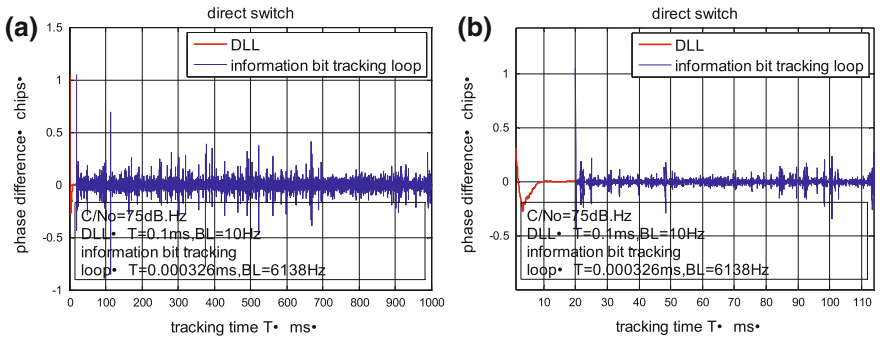 (a)
direct switch
1.5
1
0.5
0
-0.5
-1
phase difference• chips•
DLL
information bit tracking loop
C/No=75dB.Hz
DLL• T=0.1ms,BL=10Hz
information bit tracking
loop• T=0.000326ms,BL=6138Hz
0 100 200 300 400 500 600 700 800 900 1000
tracking time T• ms•
(b)
direct switch
1
0.5
0
-0.5
phase difference• chips•
DLL
information bit tracking loop
C/No=75dB.Hz
DLL• T=0.1ms,BL=10Hz
information bit tracking
loop• T=0.000326ms,BL=6138Hz
10 20 30 40 50 60 70 80 90 100 110
tracking time T• ms•